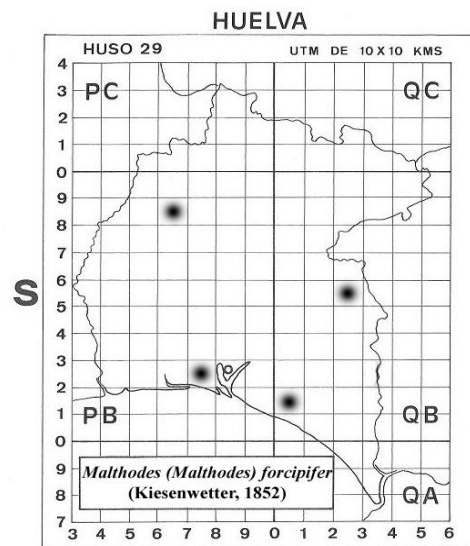 HUELVA
HUSO 29 UTM DE 10 X 10 KMS
4
3 PC QC
2
1
0
9
8
7
6
S
5
4
3
2
1 PB QB
0
9
8 QA
7
Malthodes (Malthodes) forcipifer
(Kiesenwetter, 1852)
3 4 5 6 7 8 9 0 1 2 3 4 5 6